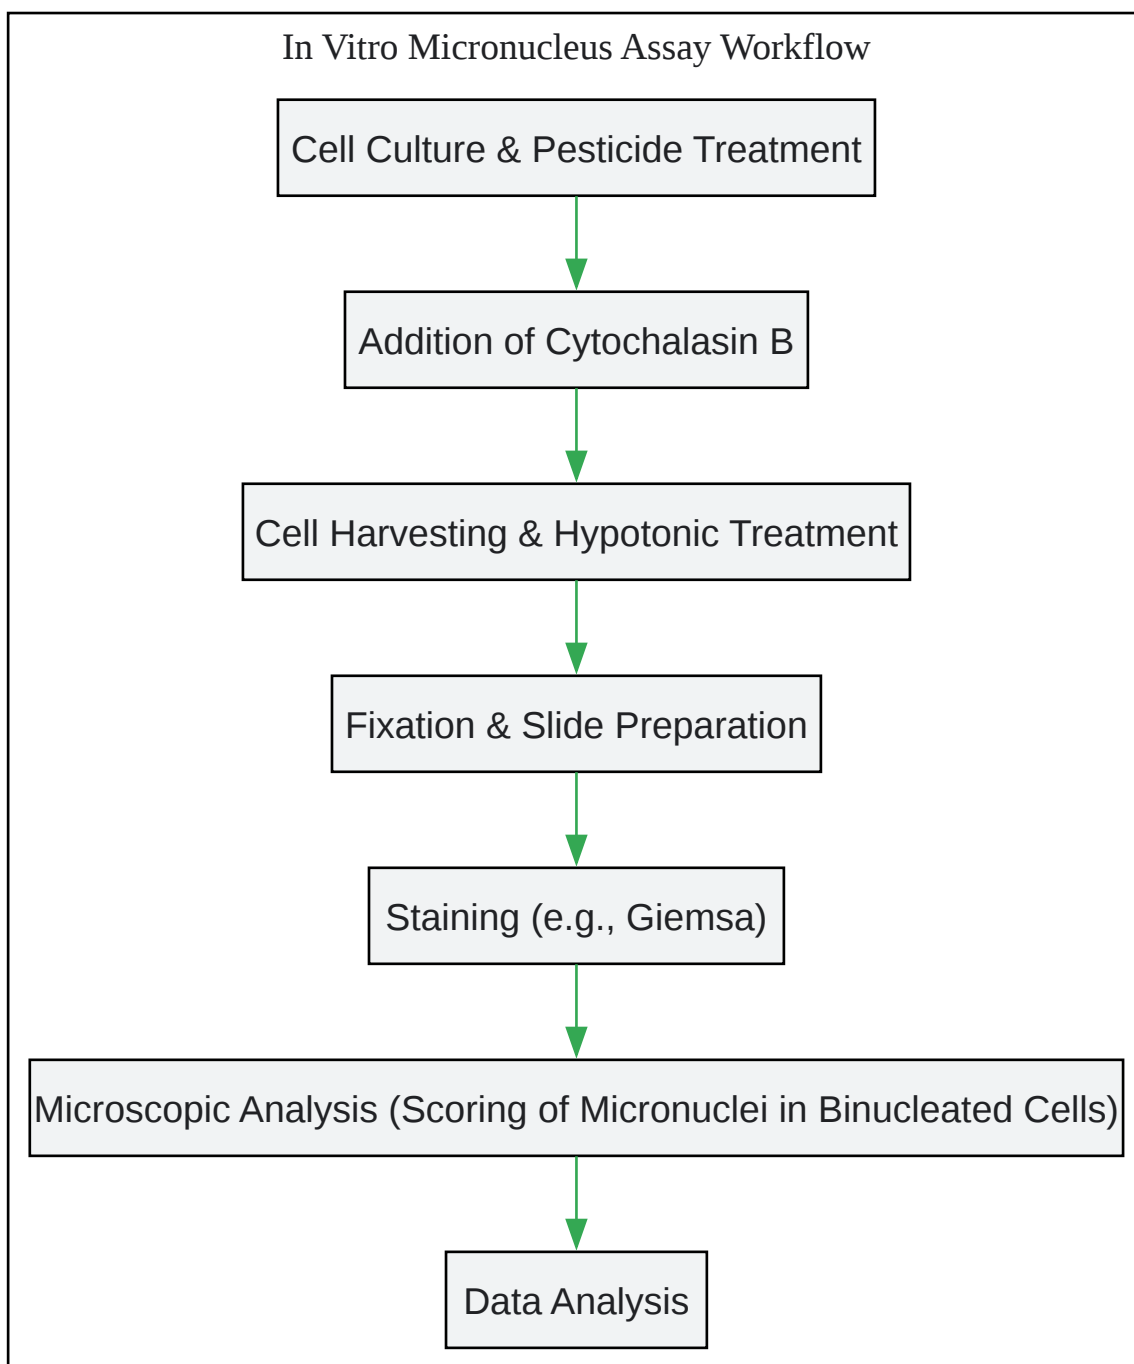 In Vitro Micronucleus Assay Workflow
Cell Culture & Pesticide Treatment
Addition of Cytochalasin B
Cell Harvesting & Hypotonic Treatment
Fixation & Slide Preparation
Staining (e.g., Giemsa)
Microscopic Analysis (Scoring of Micronuclei in Binucleated Cells)
Data Analysis